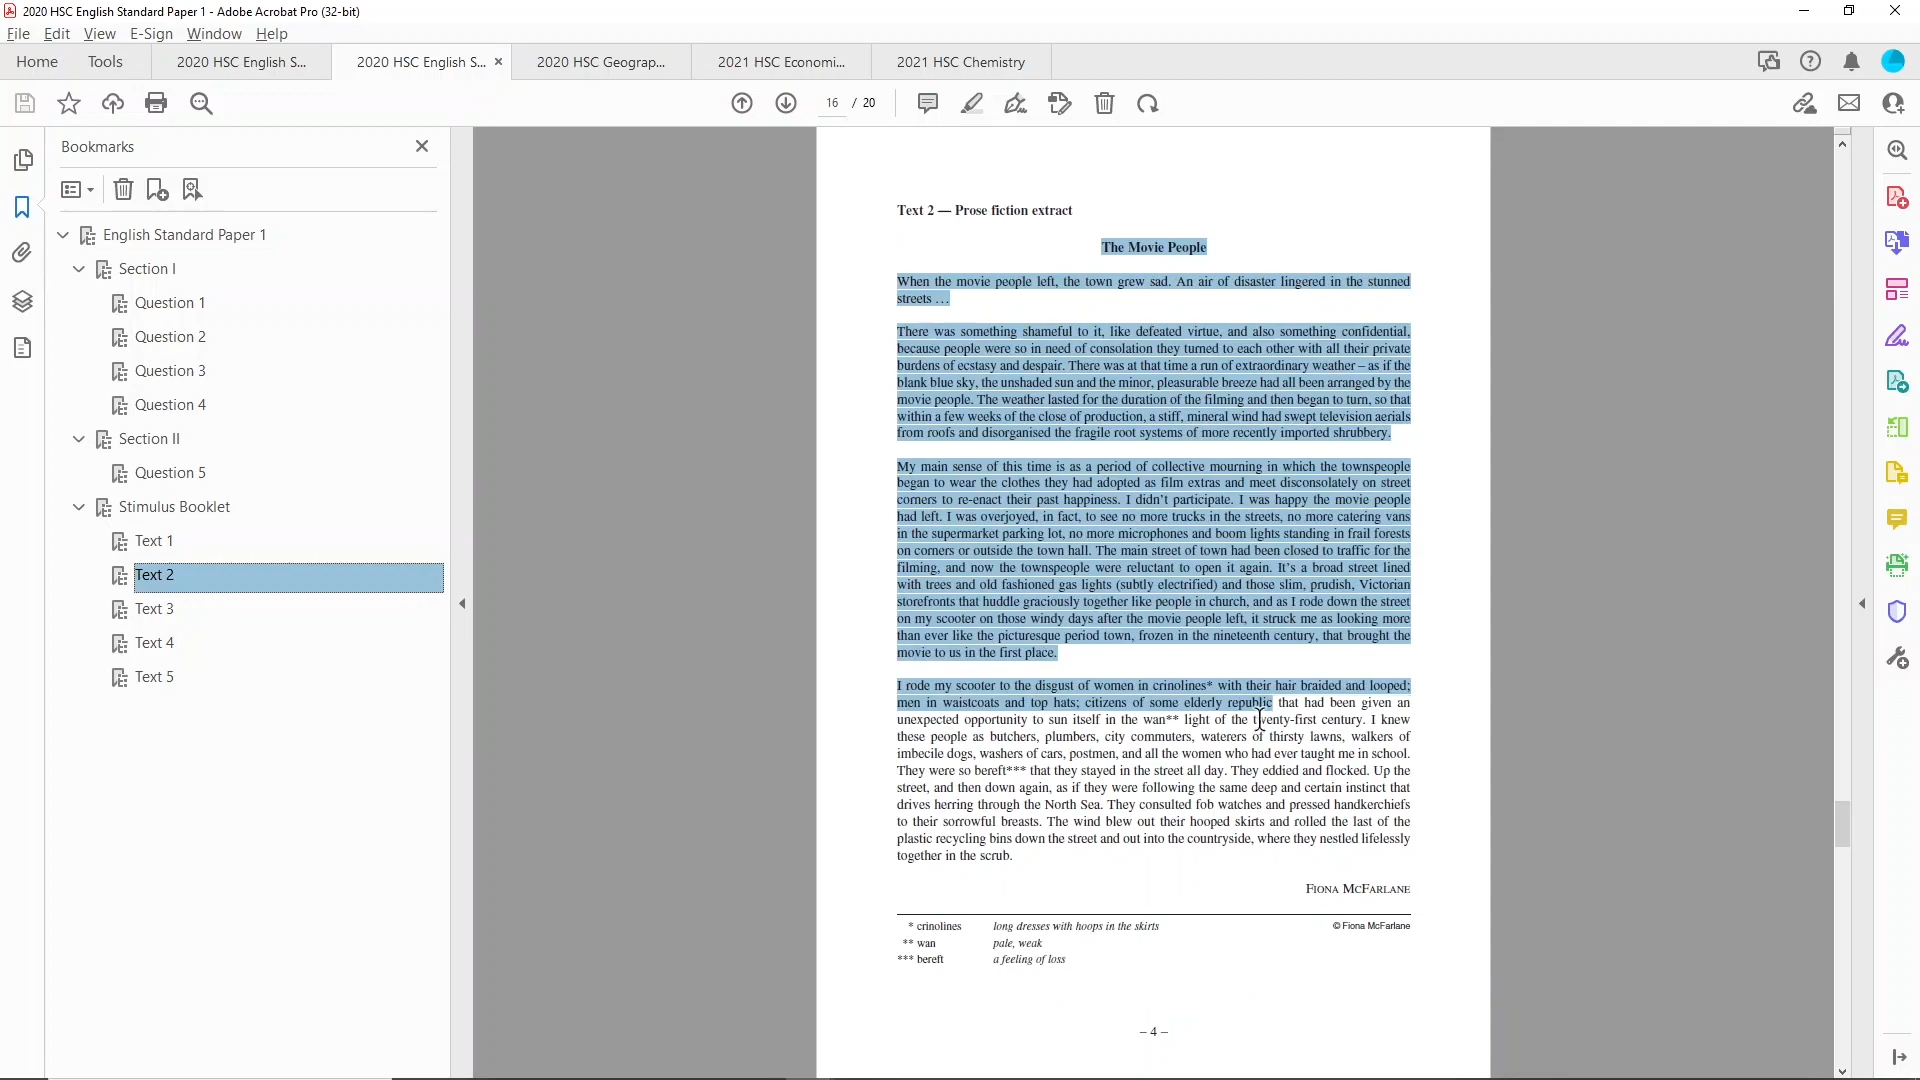 2020 HSC English Standard Paper 1 - Adobe Acrobat Pro (32-bit)
File Edit View E-Sign Window Help
Home Tools 2020 HSC English S... 2020 HSC English S... × 2020 HSC Geograp... 2021 HSC Economi... 2021 HSC Chemistry
16 / 20
Bookmarks
English Standard Paper 1
Section I
Question 1
Question 2
Question 3
Question 4
Section II
Question 5
Stimulus Booklet
Text 1
Text 2
Text 3
Text 4
Text 5
Text 2 — Prose fiction extract
The Movie People
When the movie people left, the town grew sad. An air of disaster lingered in the stunned
streets …
There was something shameful to it, like defeated virtue, and also something confidential,
because people were so in need of consolation they turned to each other with all their private
burdens of ecstasy and despair. There was at that time a run of extraordinary weather – as if the
blank blue sky, the unshaded sun and the minor, pleasurable breeze had all been arranged by the
movie people. The weather lasted for the duration of the filming and then began to turn, so that
within a few weeks of the close of production, a stiff, mineral wind had swept television aerials
from roofs and disorganised the fragile root systems of more recently imported shrubbery.
My main sense of this time is as a period of collective mourning in which the townspeople
began to wear the clothes they had adopted as film extras and meet disconsolately on street
corners to re-enact their past happiness. I didn't participate. I was happy the movie people
had left. I was overjoyed, in fact, to see no more trucks in the streets, no more catering vans
in the supermarket parking lot, no more microphones and boom lights standing in frail forests
on corners or outside the town hall. The main street of town had been closed to traffic for the
filming, and now the townspeople were reluctant to open it again. It's a broad street lined
with trees and old fashioned gas lights (subtly electrified) and those slim, prudish, Victorian
storefronts that huddle graciously together like people in church, and as I rode down the street
on my scooter on those windy days after the movie people left, it struck me as looking more
than ever like the picturesque period town, frozen in the nineteenth century, that brought the
movie to us in the first place.
I rode my scooter to the disgust of women in crinolines* with their hair braided and looped;
men in waistcoats and top hats; citizens of some elderly republic that had been given an
unexpected opportunity to sun itself in the wan** light of the twenty-first century. I knew
these people as butchers, plumbers, city commuters, waterers of thirsty lawns, walkers of
imbecile dogs, washers of cars, postmen, and all the women who had ever taught me in school.
They were so bereft*** that they stayed in the street all day. They eddied and flocked. Up the
street, and then down again, as if they were following the same deep and certain instinct that
drives herring through the North Sea. They consulted fob watches and pressed handkerchiefs
to their sorrowful breasts. The wind blew out their hooped skirts and rolled the last of the
plastic recycling bins down the street and out into the countryside, where they nestled lifelessly
together in the scrub.
FIONA MCFARLANE
* crinolines long dresses with hoops in the skirts © Fiona McFarlane
** wan pale, weak
*** bereft a feeling of loss
– 4 –